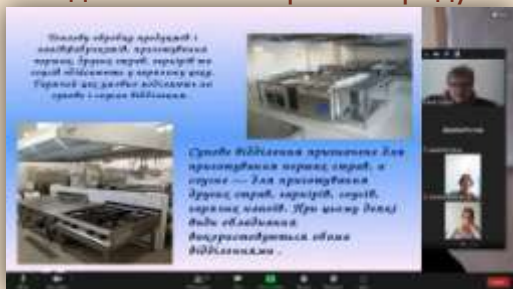 Теплову обробку продуктів і
напівфабрикатів, приготування
перших, других страв, гарнірів та
соусів здійснюють у гарячому цеху.
Гарячий цех умовно поділяють на
супове і соусне відділення.
Супове відділення призначене для
приготування перших страв, а
соусне — для приготування
других страв, гарнірів, соусів,
гарячих напоїв. При цьому деякі
види обладнання
використовуються обома
відділеннями.